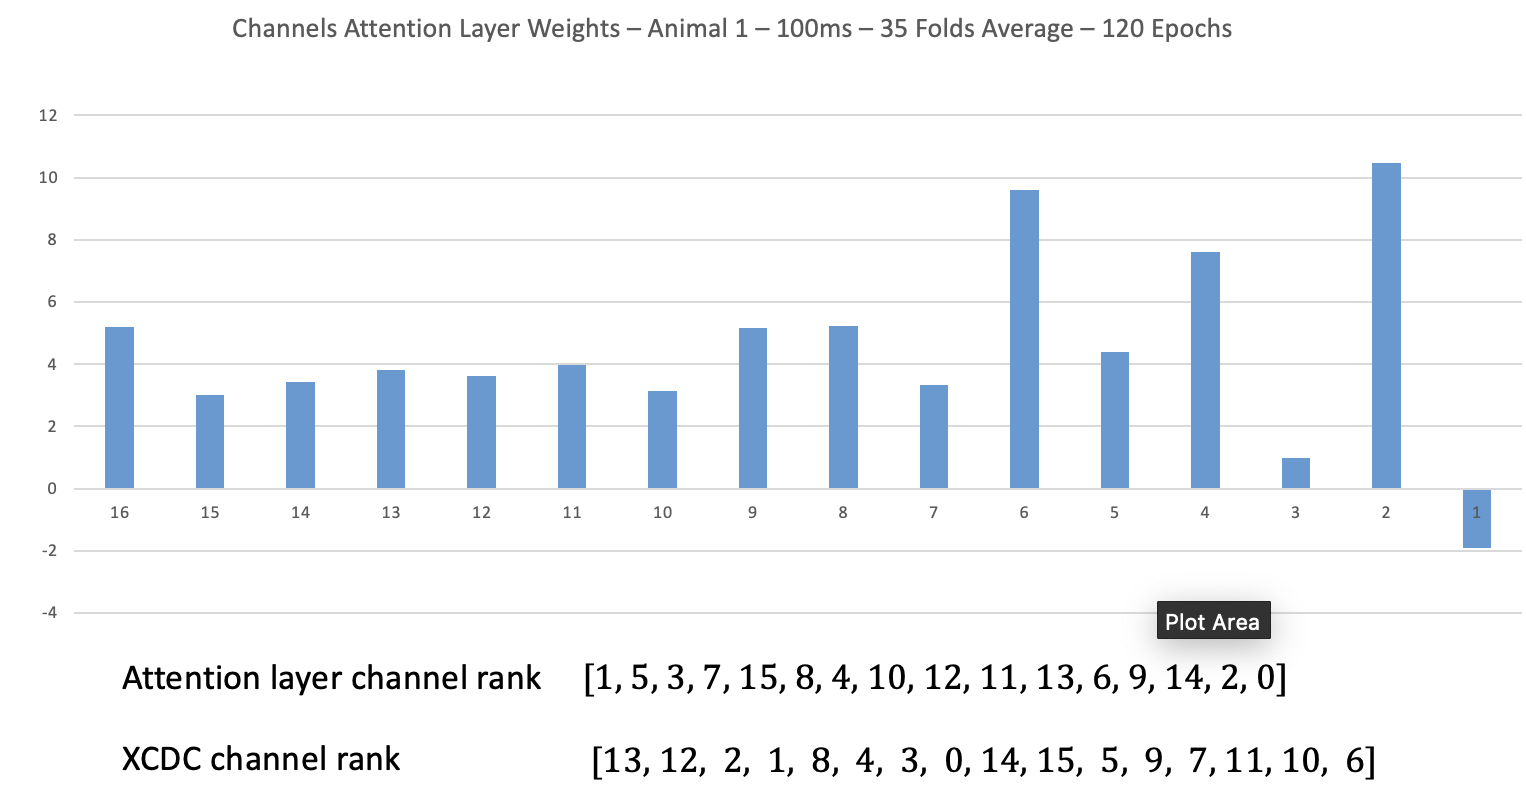 Channels Attention Layer Weights – Animal 1 – 100ms – 35 Folds Average – 120 Epochs
12
10
8
6
4
2
0
16 15 14 13 12 11 10 9 8 7 6 5 4 3 2 1
-2
-4
Plot Area
Attention layer channel rank [1, 5, 3, 7, 15, 8, 4, 10, 12, 11, 13, 6, 9, 14, 2, 0]
XCDC channel rank [13, 12, 2, 1, 8, 4, 3, 0, 14, 15, 5, 9, 7, 11, 10, 6]